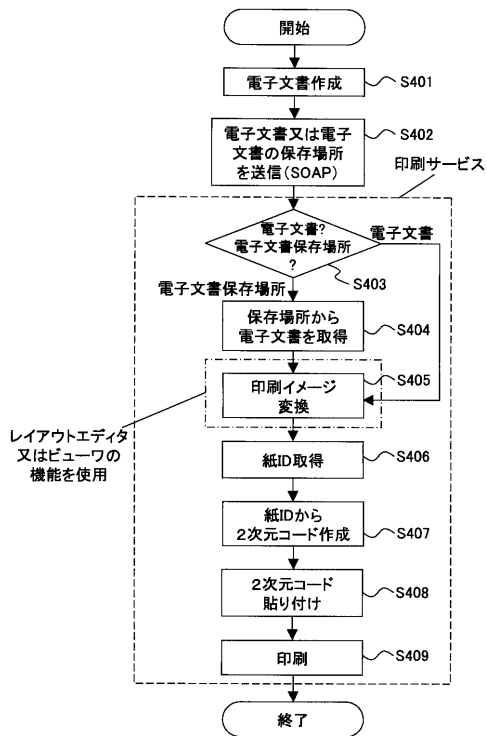 開始
電子文書作成
S401
電子文書又は電子
文書の保存場所
を送信(SOAP)
S402
印刷サービス
電子文書?
電子文書保存場所
?
電子文書
S403
電子文書保存場所
保存場所から
電子文書を取得
S404
印刷イメージ
変換
S405
レイアウトエディタ
又はビューワの
機能を使用
紙ID取得
S406
紙IDから
2次元コード作成
S407
2次元コード
貼り付け
S408
印刷
S409
終了